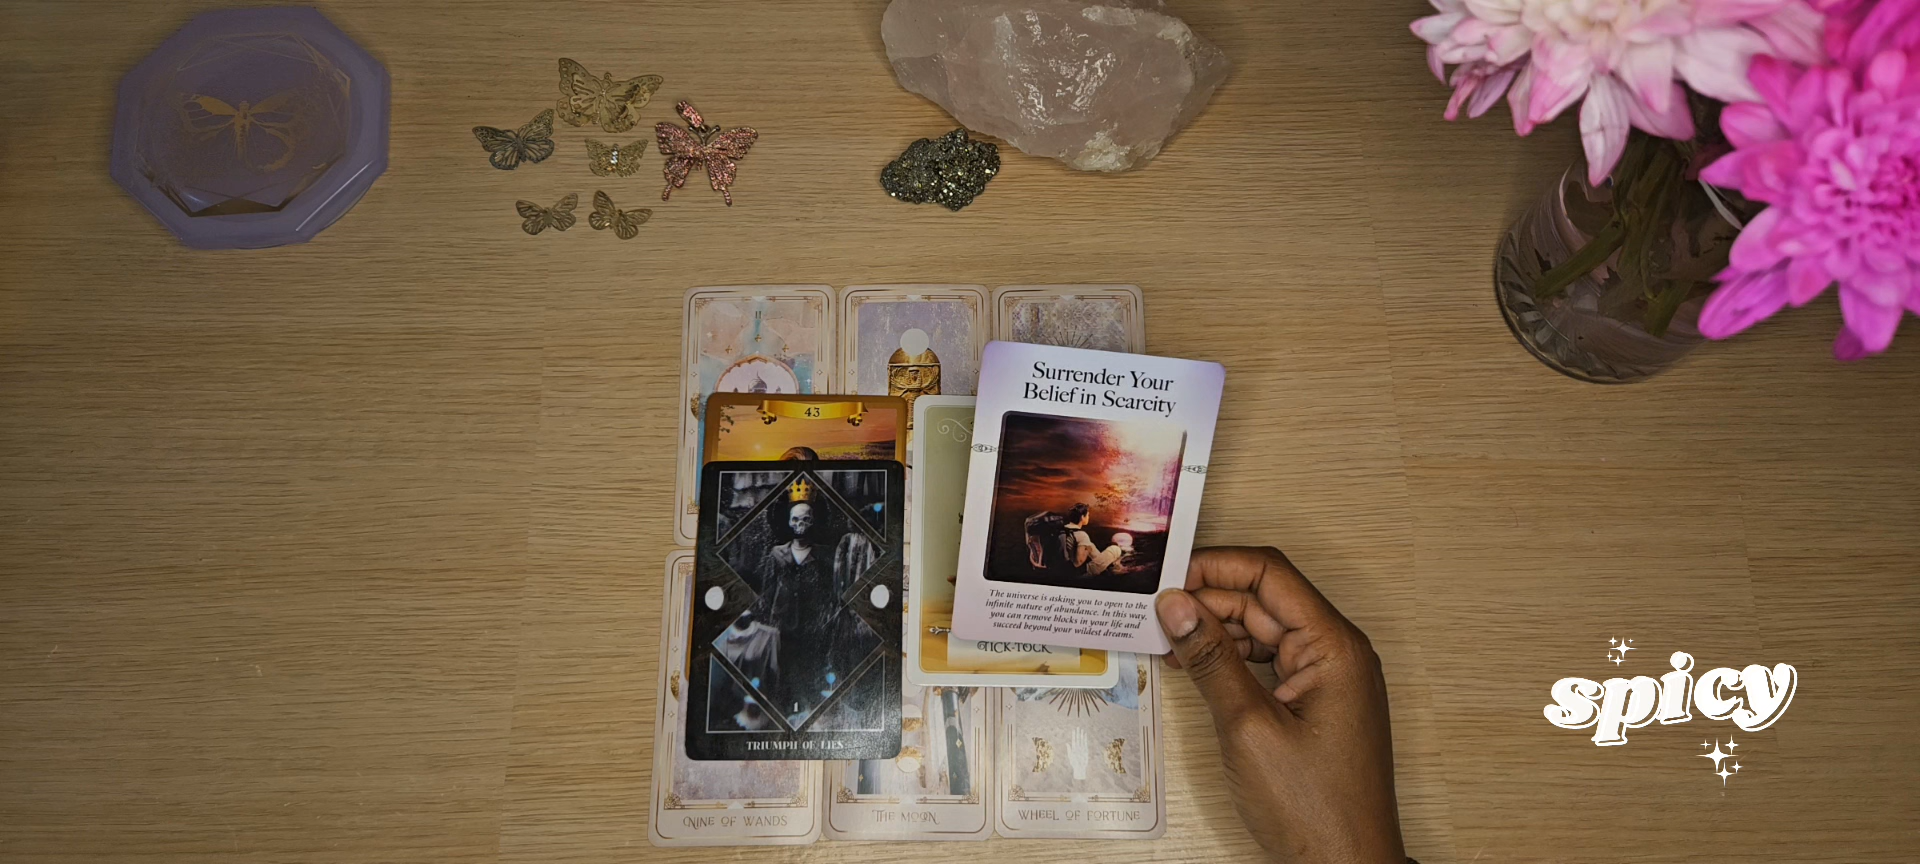 43
Surrender Your
Belief in Scarcity
The universe is asking you to open to the
infinite nature of abundance. In this way,
you can remove blocks in your life and
succeed beyond your wildest dreams.
TICK-TOCK
1
TRIUMPH OF LIES
NINE OF WANDS
THE MOON
WHEEL OF FORTUNE
spicy